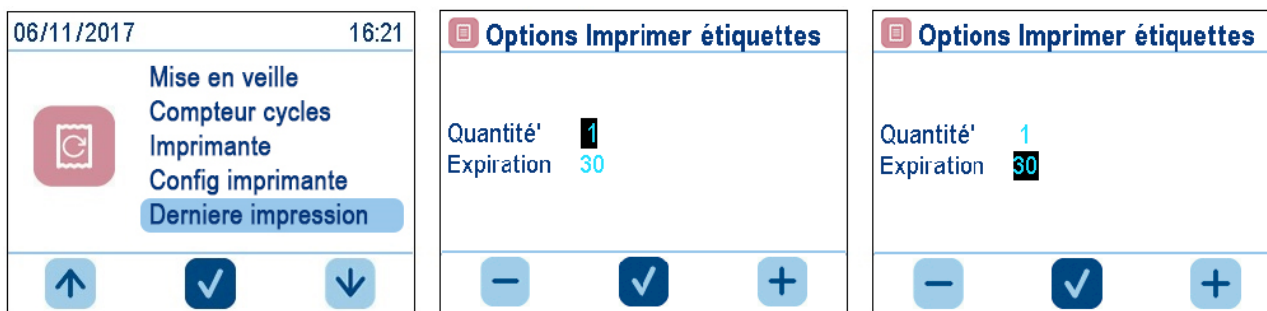 06/11/2017 16:21
Mise en veille
Compteur cycles
Imprimante
Config imprimante
Derniere impression
Options Imprimer étiquettes
Quantité' 1
Expiration 30
Options Imprimer étiquettes
Quantité' 1
Expiration 30